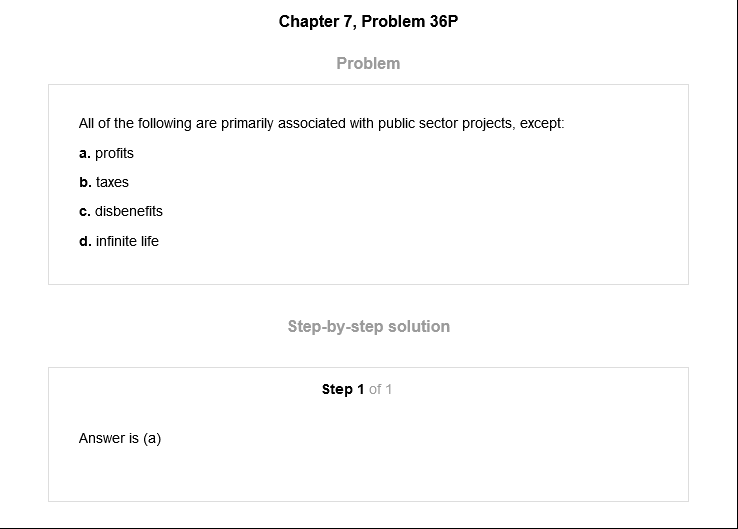 Chapter 7, Problem 36P
Problem
All of the following are primarily associated with public sector projects, except:
a. profits
b. taxes
c. disbenefits
d. infinite life
Step-by-step solution
Step 1 of 1
Answer is (a)